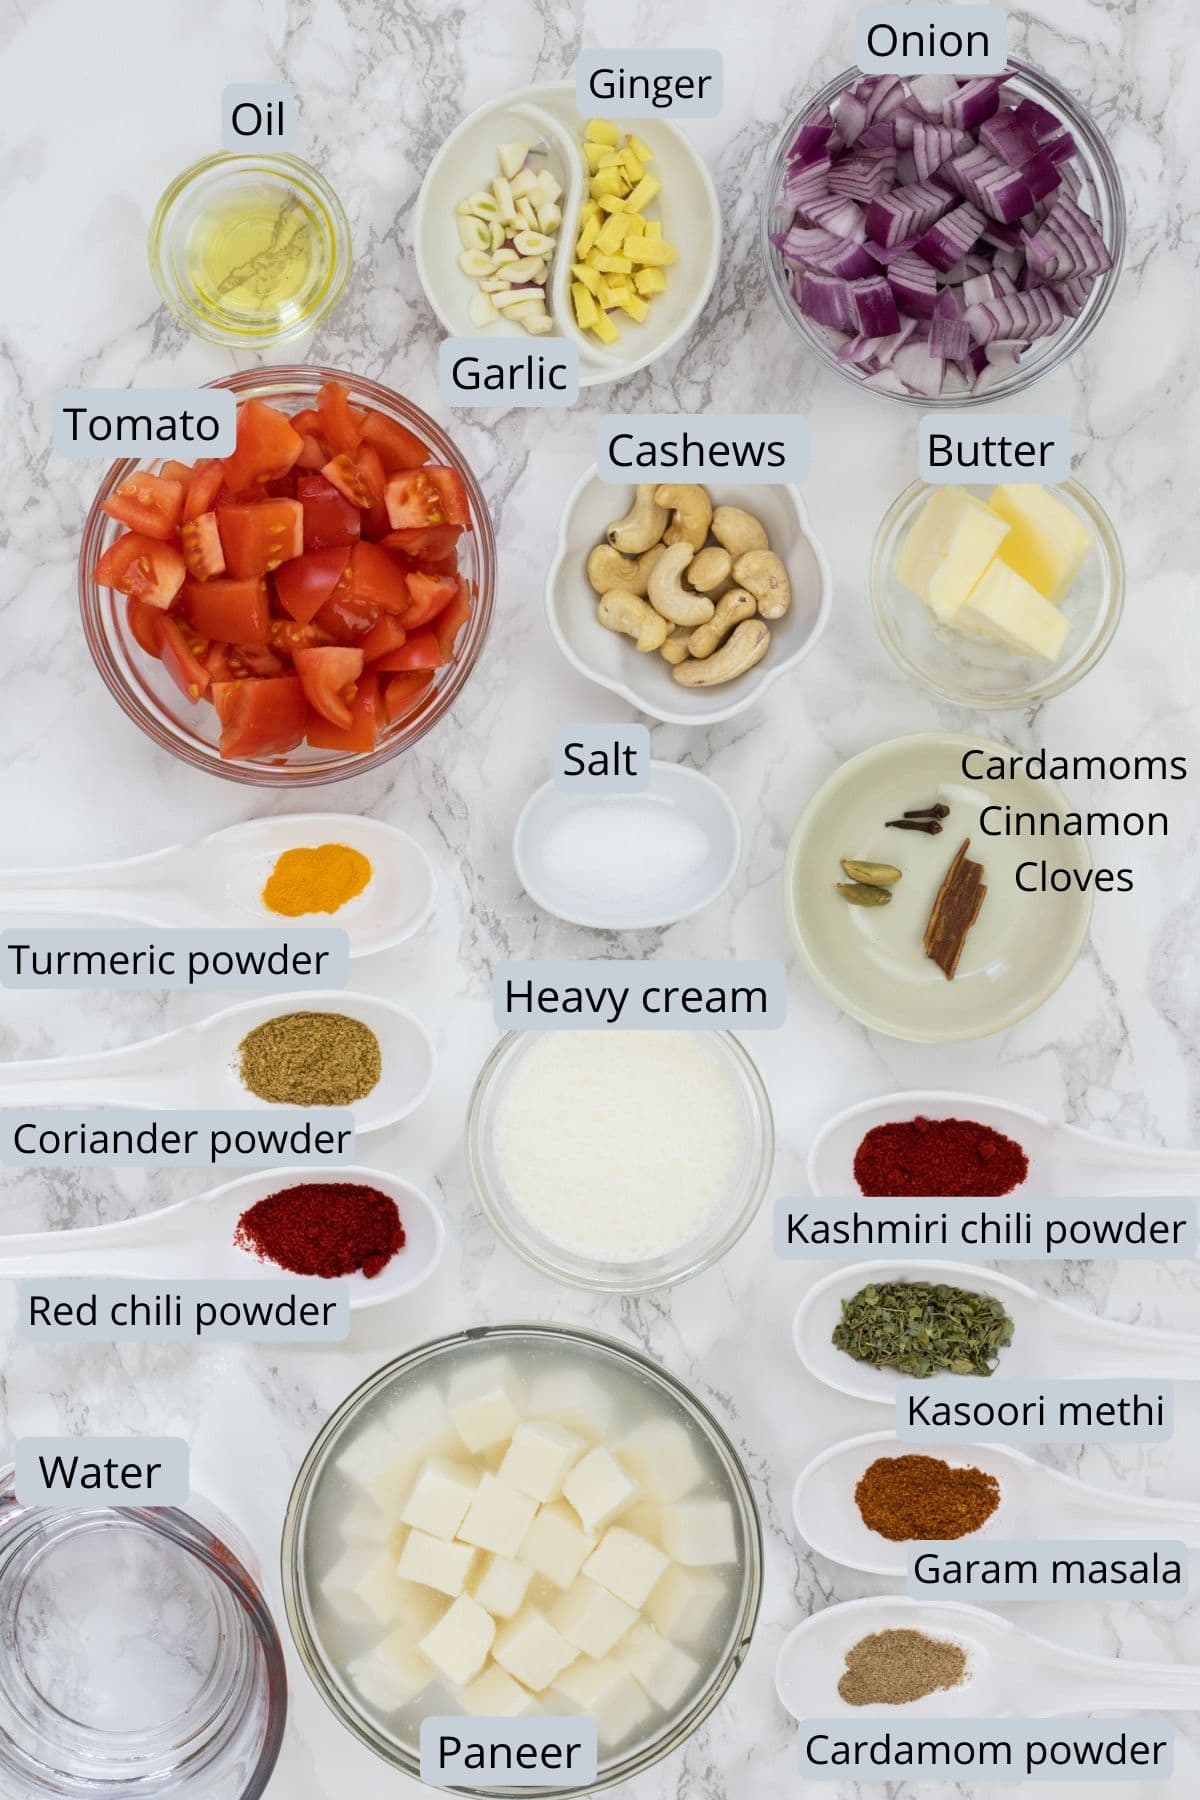 Onion
Ginger
Oil
Garlic
Tomato
Cashews
Butter
Salt
Cardamoms
Cinnamon
Cloves
Turmeric powder
Heavy cream
Coriander powder
Kashmiri chili powder
Red chili powder
Kasoori methi
Water
Garam masala
Paneer
Cardamom powder